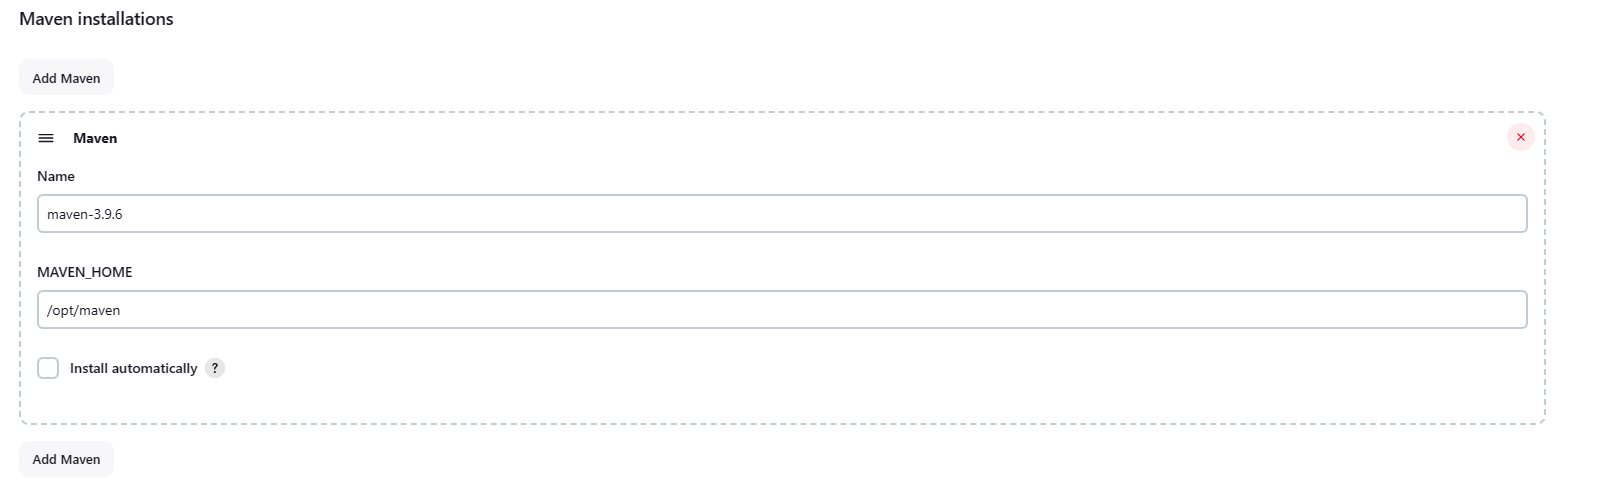 Maven installations
Add Maven
Maven
Name
maven-3.9.6
MAVEN_HOME
/opt/maven
Install automatically ?
Add Maven